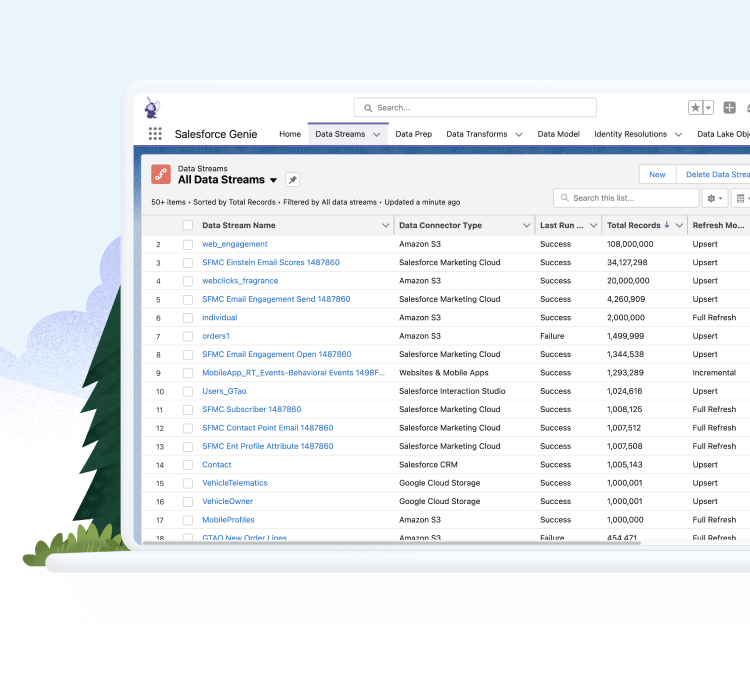 Search...
Salesforce Genie Home Data Streams Data Prep Data Transforms Data Model Identity Resolutions Data Lake Obj
Data Streams
All Data Streams
New Delete Data Strea
50+ items • Sorted by Total Records • Filtered by All data streams • Updated a minute ago
Search this list...
Data Stream Name Data Connector Type Last Run ... Total Records Refresh Mo...
2 web_engagement Amazon S3 Success 108,000,000 Upsert
3 SFMC Einstein Email Scores 1487860 Salesforce Marketing Cloud Success 34,127,298 Upsert
4 webclicks_fragrance Amazon S3 Success 20,000,000 Upsert
5 SFMC Email Engagement Send 1487860 Salesforce Marketing Cloud Success 4,260,909 Upsert
6 individual Amazon S3 Success 2,000,000 Full Refresh
7 orders1 Amazon S3 Failure 1,499,999 Upsert
8 SFMC Email Engagement Open 1487860 Salesforce Marketing Cloud Success 1,344,538 Upsert
9 MobileApp_RT_Events-Behavioral Events 1498F... Websites & Mobile Apps Success 1,293,289 Incremental
10 Users_GTao Salesforce Interaction Studio Success 1,024,616 Upsert
11 SFMC Subscriber 1487860 Salesforce Marketing Cloud Success 1,008,125 Full Refresh
12 SFMC Contact Point Email 1487860 Salesforce Marketing Cloud Success 1,007,512 Full Refresh
13 SFMC Ent Profile Attribute 1487860 Salesforce Marketing Cloud Success 1,007,508 Full Refresh
14 Contact Salesforce CRM Success 1,005,143 Upsert
15 VehicleTelematics Google Cloud Storage Success 1,000,001 Upsert
16 VehicleOwner Google Cloud Storage Success 1,000,001 Upsert
17 MobileProfiles Amazon S3 Success 1,000,000 Full Refresh
18 GTAO New Order Lines Amazon S3 Failure 454,471 Full Refresh